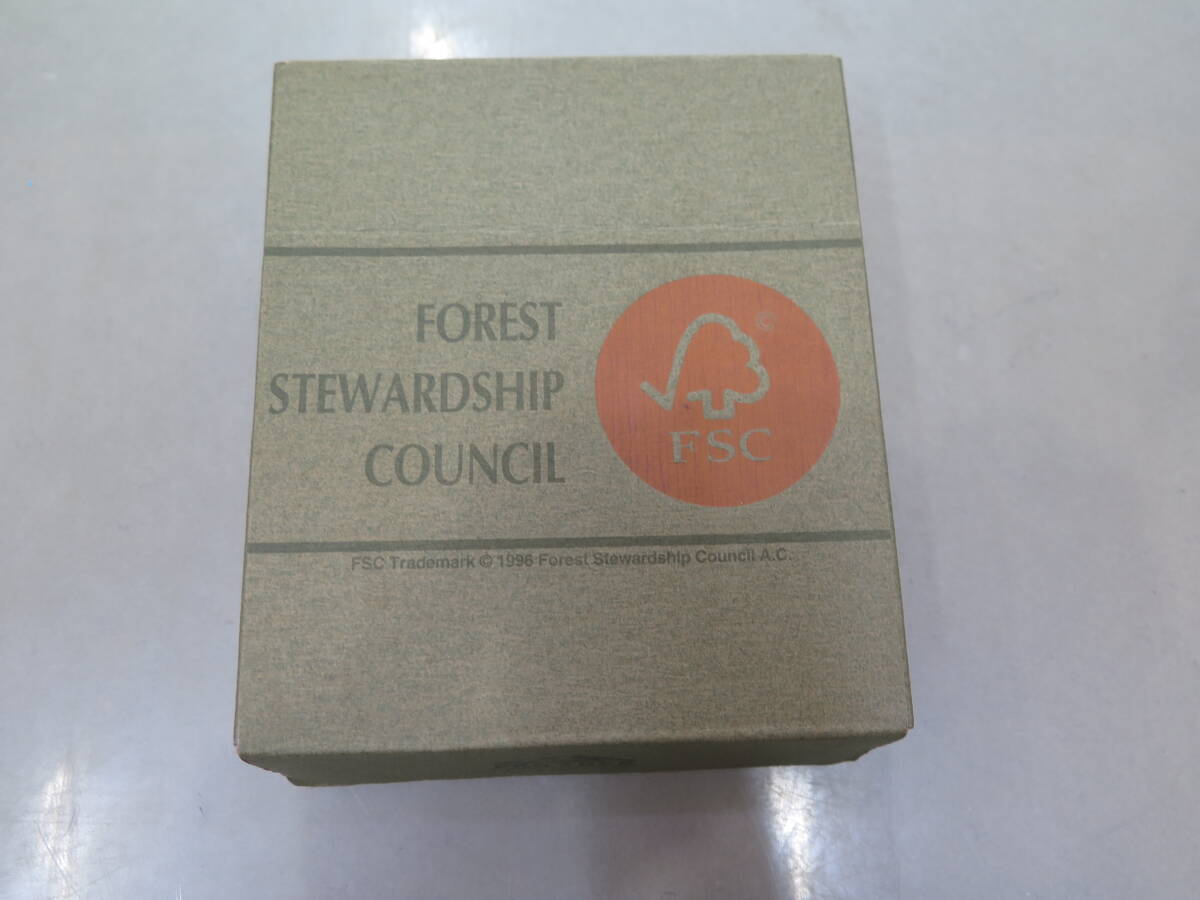 FOREST
STEWARDSHIP
COUNCIL
©
FSC
FSC Trademark © 1996 Forest Stewardship Council A.C.